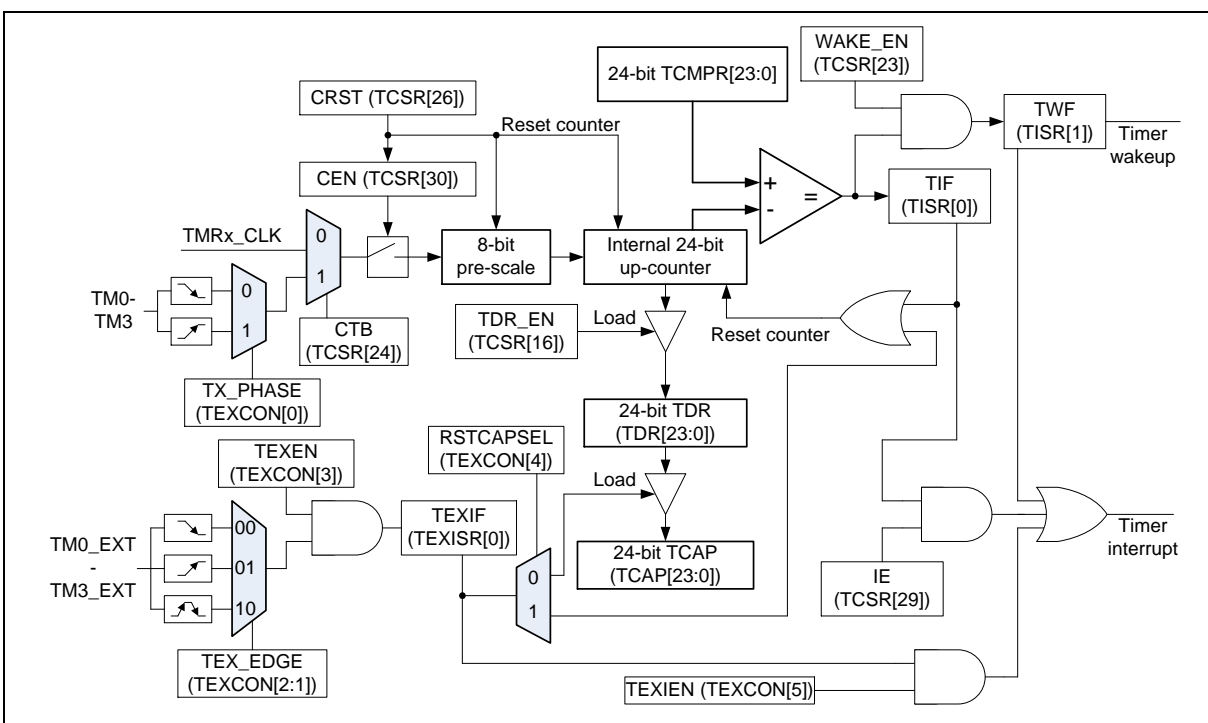 WAKE_EN
(TCSR[23])
24-bit TCMPR[23:0]
CRST (TCSR[26])
Reset counter
TWF
(TISR[1])
Timer
wakeup
CEN (TCSR[30])
+
-
=
TIF
(TISR[0])
TMRx_CLK
0
1
8-bit
pre-scale
Internal 24-bit
up-counter
TM0-
TM3
0
1
CTB
(TCSR[24])
TDR_EN
(TCSR[16])
Load
Reset counter
TX_PHASE
(TEXCON[0])
24-bit TDR
(TDR[23:0])
TEXEN
(TEXCON[3])
RSTCAPSEL
(TEXCON[4])
Load
TM0_EXT
-
TM3_EXT
00
01
10
TEXIF
(TEXISR[0])
0
1
24-bit TCAP
(TCAP[23:0])
Timer
interrupt
IE
(TCSR[29])
TEX_EDGE
(TEXCON[2:1])
TEXIEN (TEXCON[5])